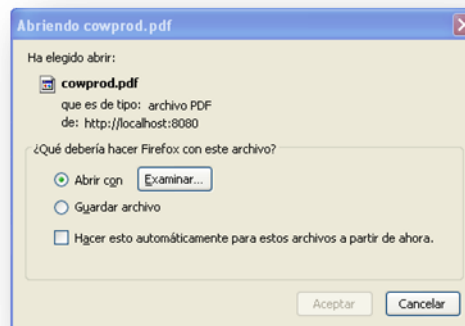 Abriendo cowprod.pdf
Ha elegido abrir:
cowprod.pdf
que es de tipo: archivo PDF
de: http://localhost:8080
¿Qué debería hacer Firefox con este archivo?
Abrir con Examinar...
Guardar archivo
Hacer esto automáticamente para estos archivos a partir de ahora.
Aceptar Cancelar